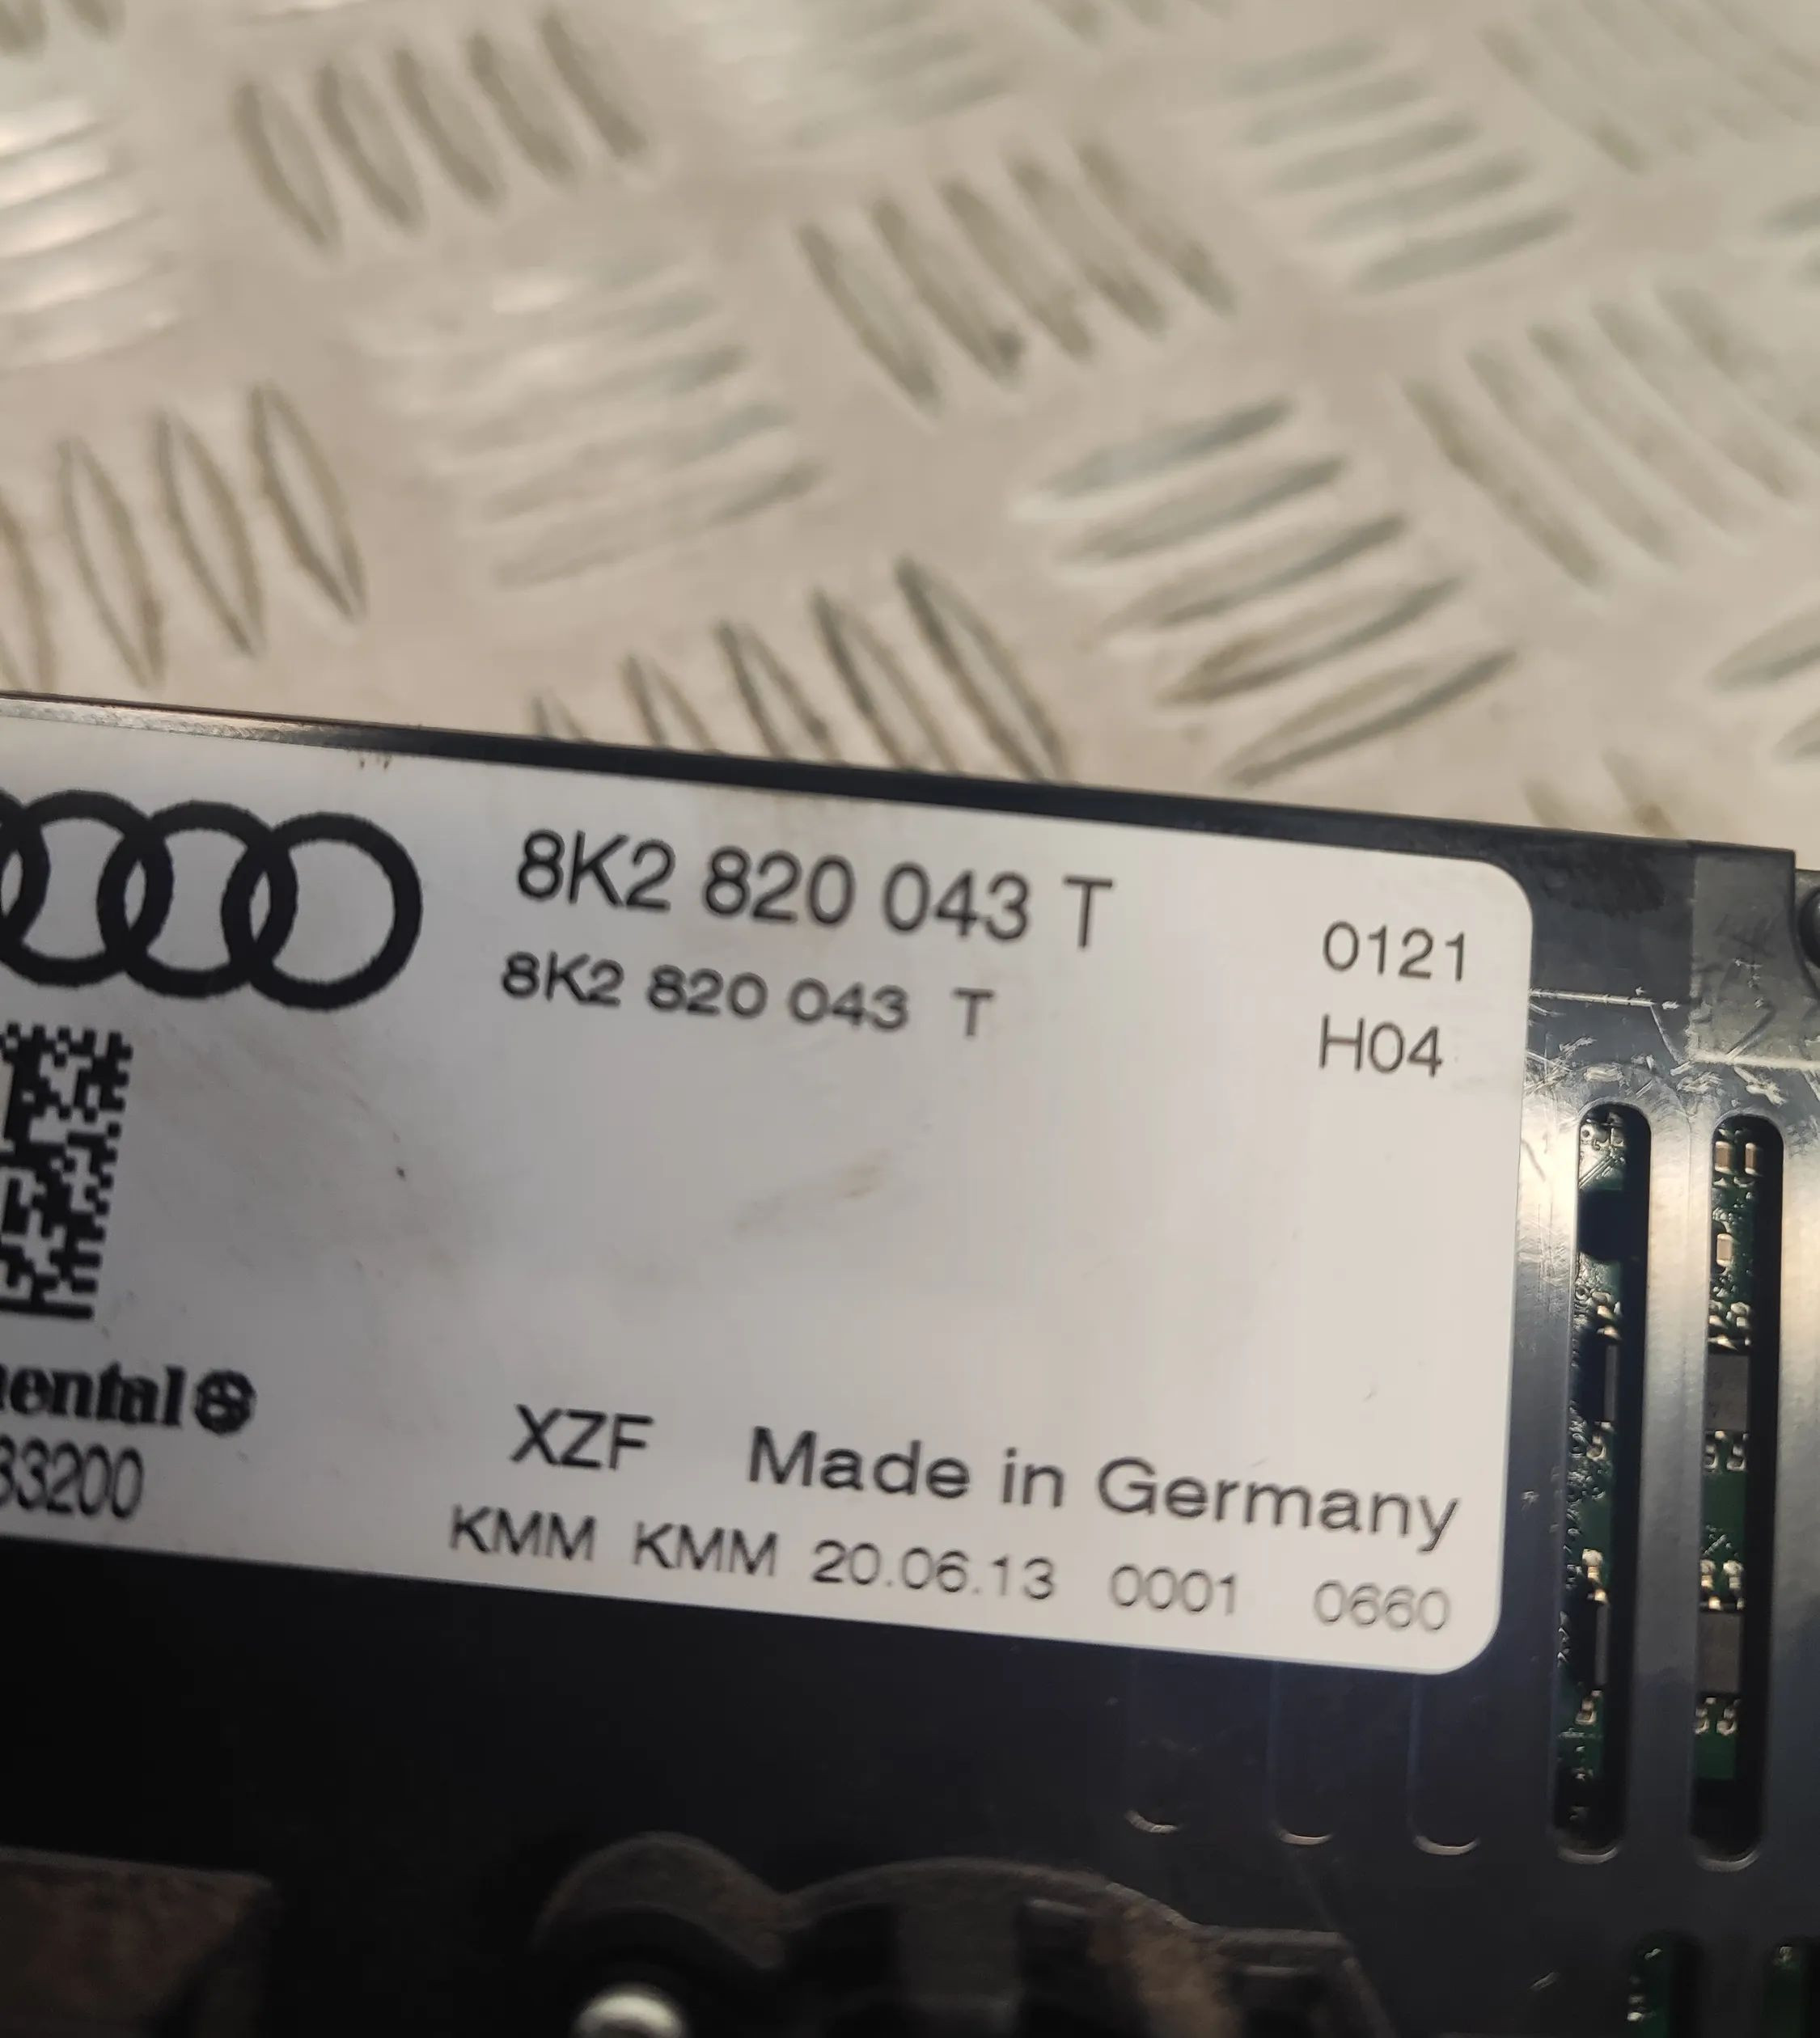 8K2 820 043 T 0121
8K2 820 043 T H04
XZF Made in Germany
KMM KMM 20.06.13 0001 0660